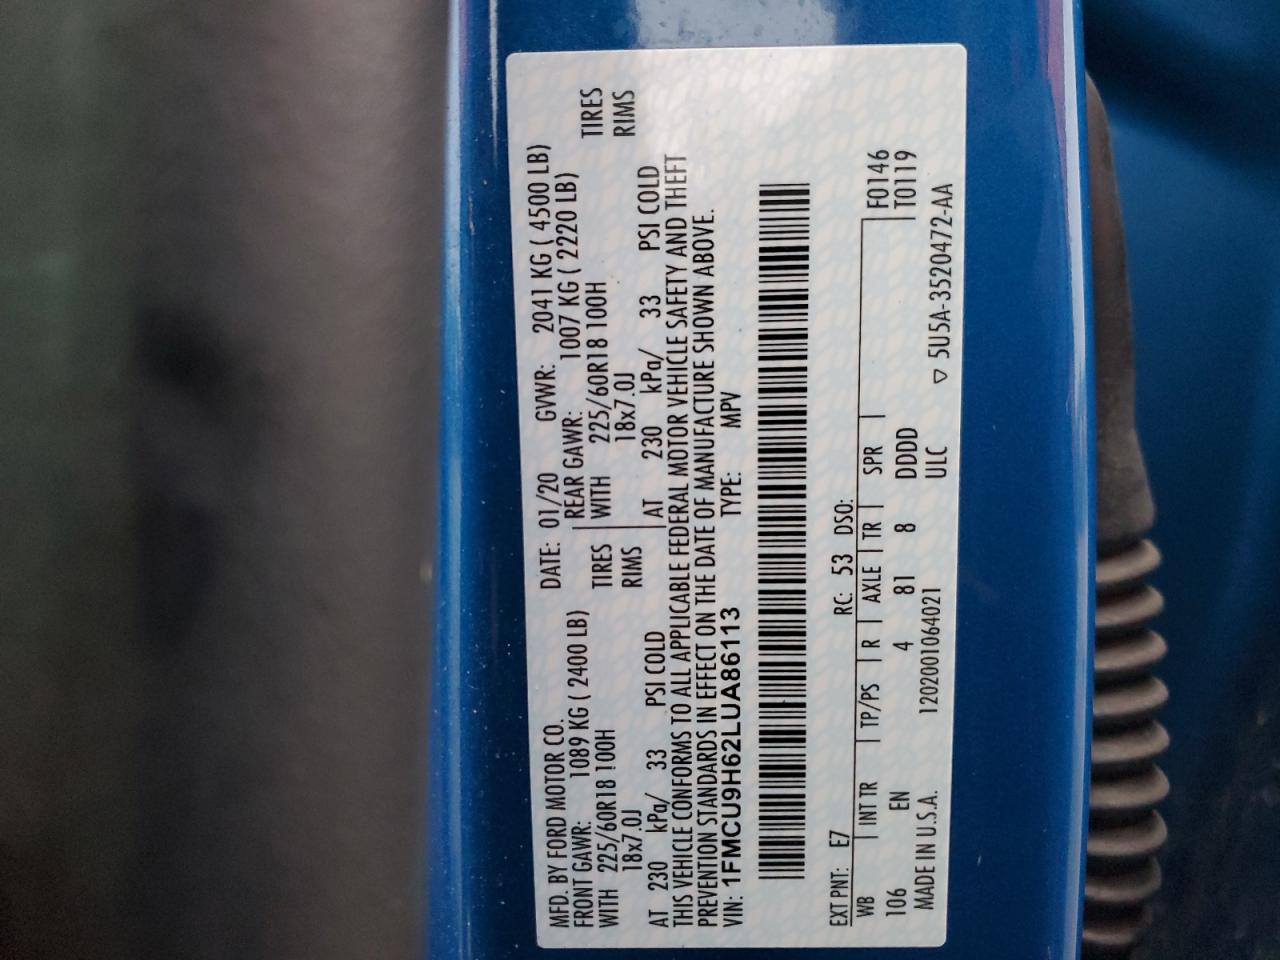 MFD. BY FORD MOTOR CO. DATE: 01/20 GVWR: 2041 KG ( 4500 LB)
FRONT GAWR: 1089 KG ( 2400 LB) REAR GAWR: 1007 KG ( 2220 LB)
WITH 225/60R18 100H TIRES WITH 225/60R18 100H TIRES
18x7.0J RIMS 18x7.0J RIMS
AT 230 kPa/ 33 PSI COLD AT 230 kPa/ 33 PSI COLD
THIS VEHICLE CONFORMS TO ALL APPLICABLE FEDERAL MOTOR VEHICLE SAFETY AND THEFT
PREVENTION STANDARDS IN EFFECT ON THE DATE OF MANUFACTURE SHOWN ABOVE.
VIN: 1FMCU9H62LUA86113 TYPE: MPV
EXT PNT: E7 RC: 53 DSO:
WB INT TR TP/PS R AXLE TR SPR F0146
106 EN 4 81 8 DDDD T0119
MADE IN U.S.A. 1202001064021 ULC
▽ 5U5A-3520472-AA